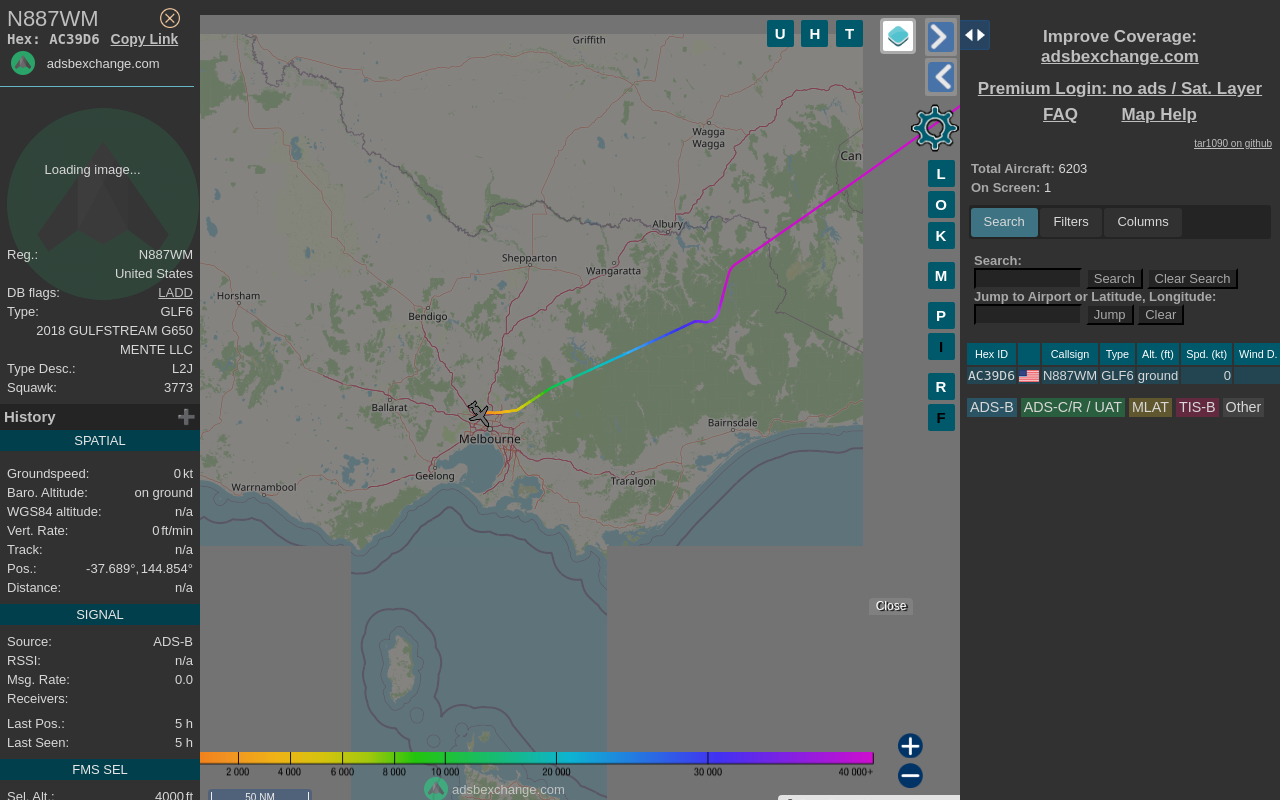 N887WM
Hex: AC39D6 Copy Link
adsbexchange.com
Loading image...
Reg.: N887WM
United States
DB flags: LADD
Type: GLF6
2018 GULFSTREAM G650
MENTE LLC
Type Desc.: L2J
Squawk: 3773
History
SPATIAL
Groundspeed: 0 kt
Baro. Altitude: on ground
WGS84 altitude: n/a
Vert. Rate: 0 ft/min
Track: n/a
Pos.: -37.689°, 144.854°
Distance: n/a
SIGNAL
Source: ADS-B
RSSI: n/a
Msg. Rate: 0.0
Receivers:
Last Pos.: 5 h
Last Seen: 5 h
FMS SEL
Sel. Alt.: 4000 ft
Griffith
Wagga
Wagga
Can
Albury
Shepparton
Wangaratta
Horsham
Bendigo
Ballarat
Melbourne
Bairnsdale
Geelong
Traralgon
Warrnambool
U H T
L
O
K
M
P
I
R
F
Close
2 000 4 000 6 000 8 000 10 000 20 000 30 000 40 000+
adsbexchange.com
50 NM
Improve Coverage:
adsbexchange.com
Premium Login: no ads / Sat. Layer
FAQ Map Help
tar1090 on github
Total Aircraft: 6203
On Screen: 1
Search Filters Columns
Search:
Search Clear Search
Jump to Airport or Latitude, Longitude:
Jump Clear
Hex ID Callsign Type Alt. (ft) Spd. (kt) Wind D.
AC39D6 N887WM GLF6 ground 0
ADS-B ADS-C/R / UAT MLAT TIS-B Other